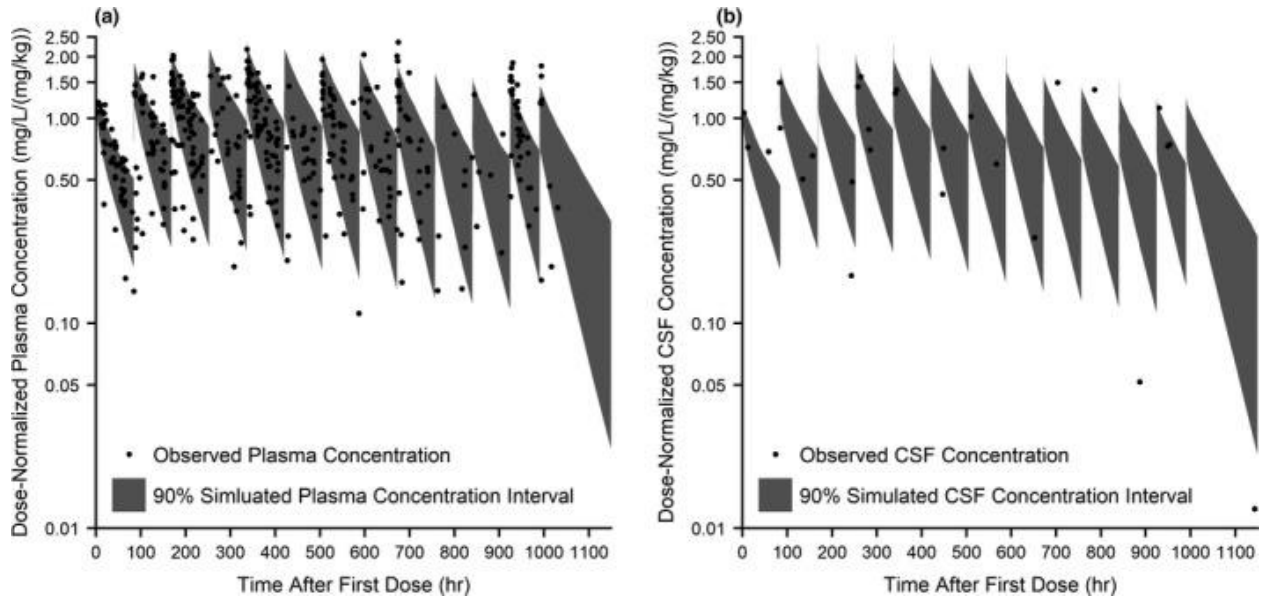 (a)
Dose-Normalized Plasma Concentration (mg/L/(mg/kg))
2.50
2.00
1.50
1.00
0.50
0.10
0.05
0.01
● Observed Plasma Concentration
90% Simluated Plasma Concentration Interval
0 100 200 300 400 500 600 700 800 900 1000 1100
Time After First Dose (hr)
(b)
Dose-Normalized CSF Concentration (mg/L/(mg/kg))
2.50
2.00
1.50
1.00
0.50
0.10
0.05
0.01
● Observed CSF Concentration
90% Simulated CSF Concentration Interval
0 100 200 300 400 500 600 700 800 900 1000 1100
Time After First Dose (hr)